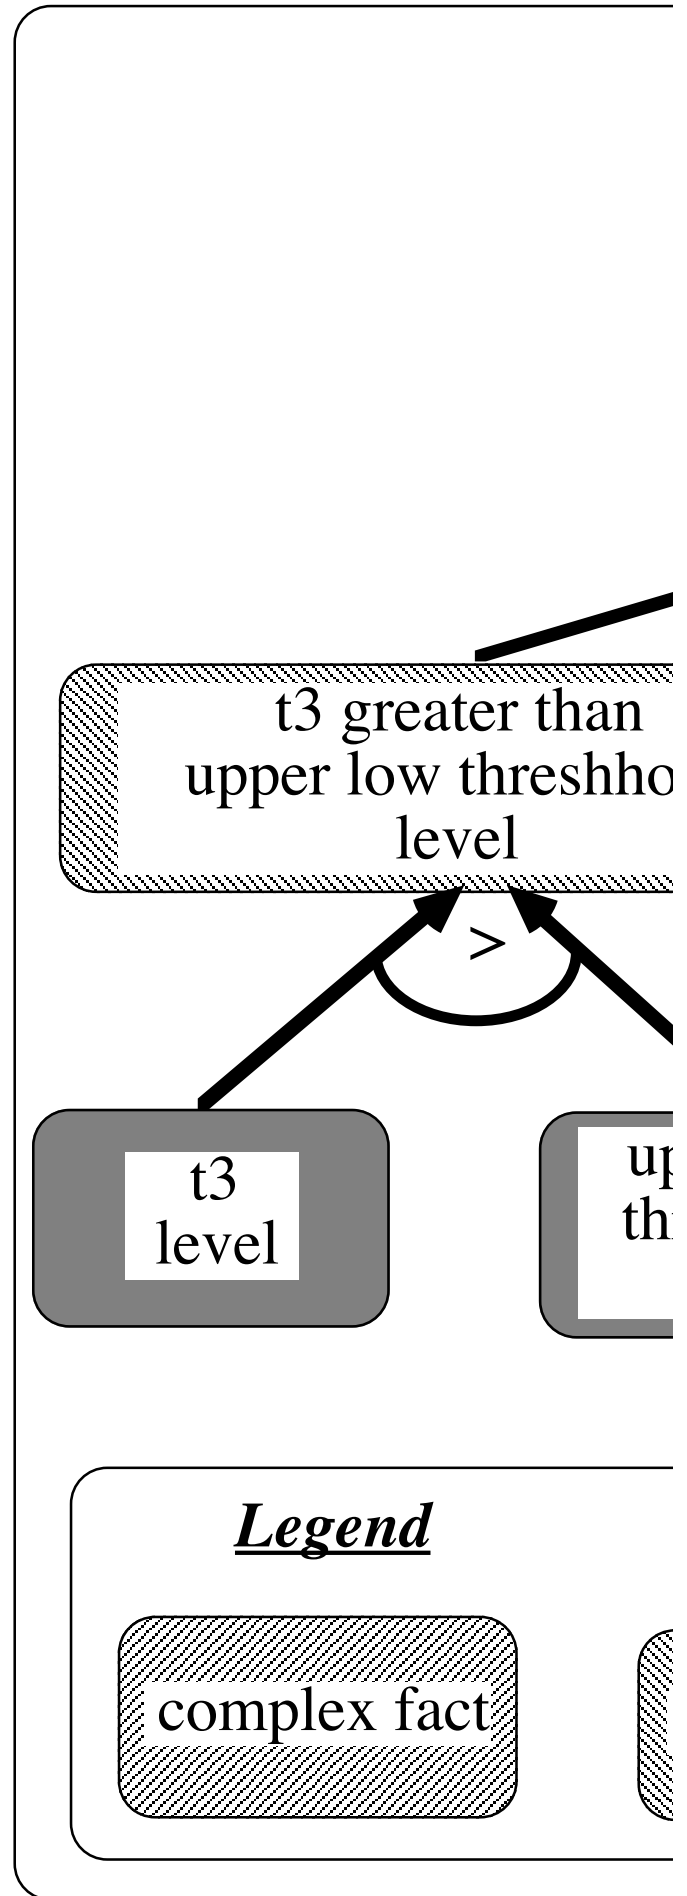 t3 greater than
upper low threshho
level
>
t3
level
up
th
Legend
complex fact